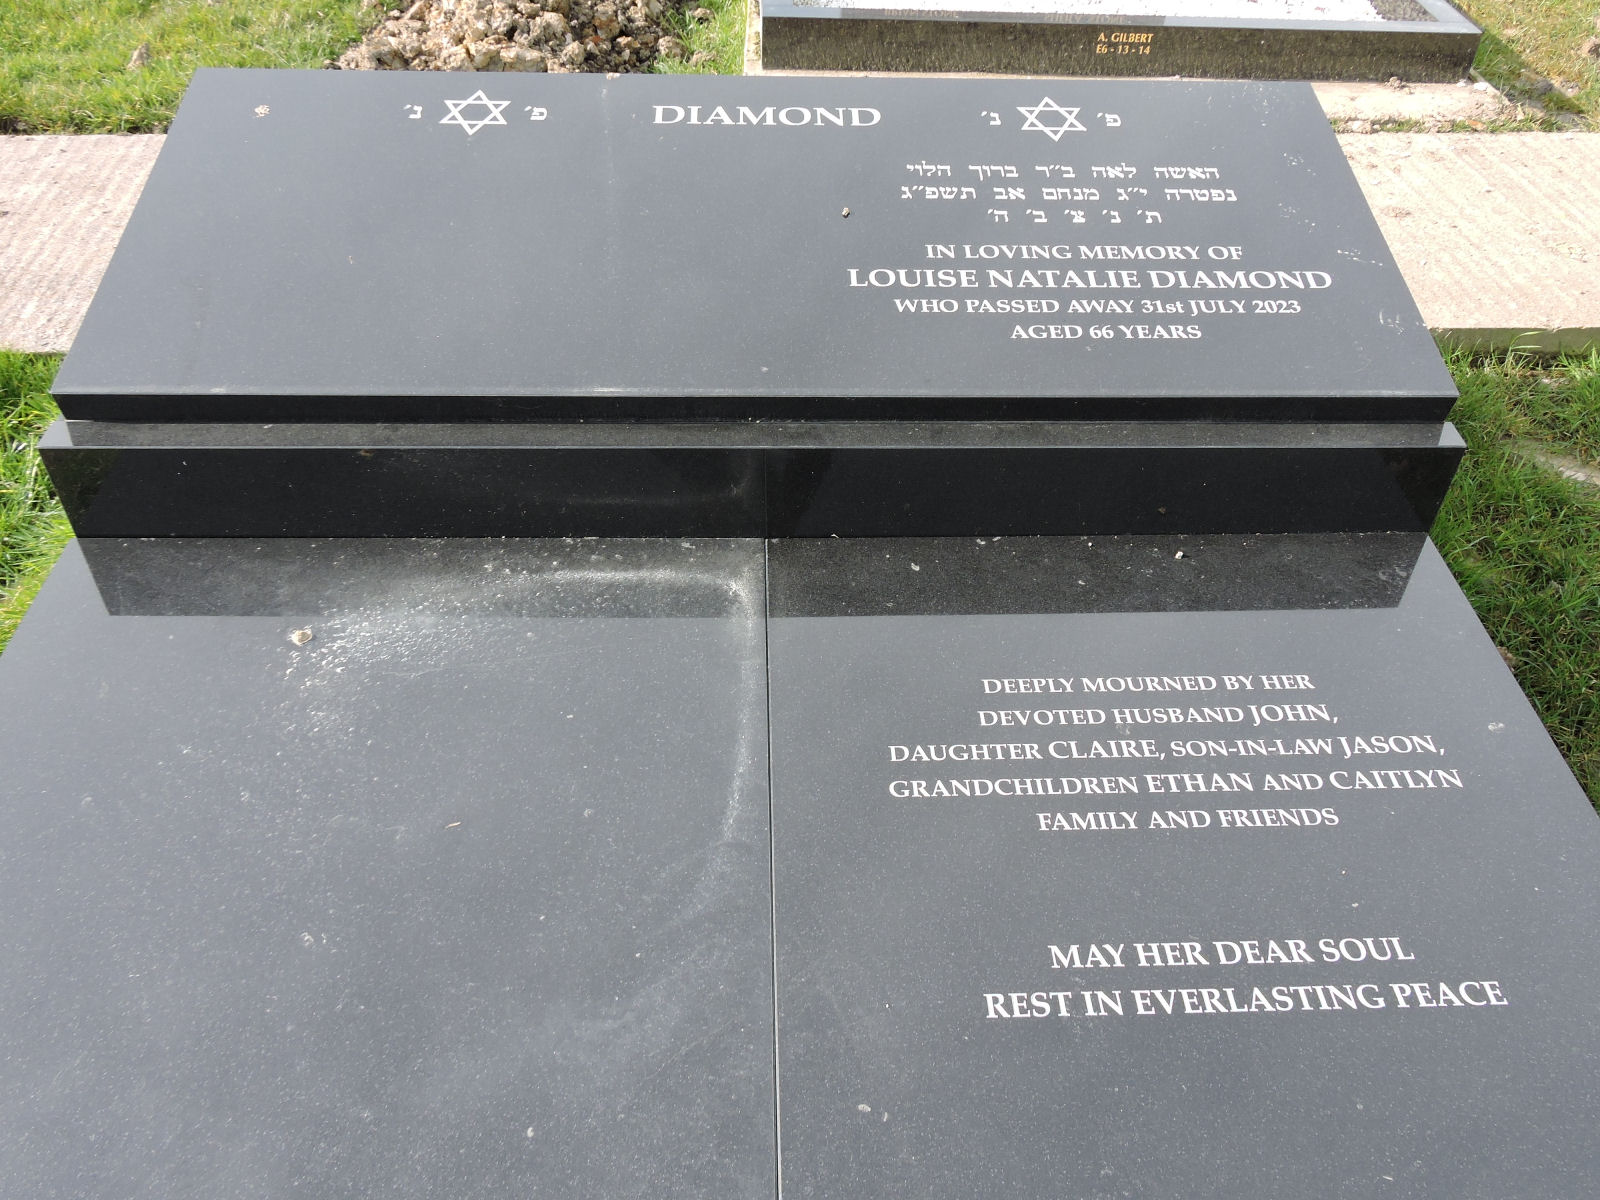 A. GILBERT
E6 - 13 - 14
פ׳ נ׳
DIAMOND
פ׳ נ׳
האשה לאה ב״ר ברוך הלוי
נפטרה י״ג מנחם אב תשפ״ג
ת׳ נ׳ צ׳ ב׳ ה׳
IN LOVING MEMORY OF
LOUISE NATALIE DIAMOND
WHO PASSED AWAY 31st JULY 2023
AGED 66 YEARS
DEEPLY MOURNED BY HER
DEVOTED HUSBAND JOHN,
DAUGHTER CLAIRE, SON-IN-LAW JASON,
GRANDCHILDREN ETHAN AND CAITLYN
FAMILY AND FRIENDS
MAY HER DEAR SOUL
REST IN EVERLASTING PEACE